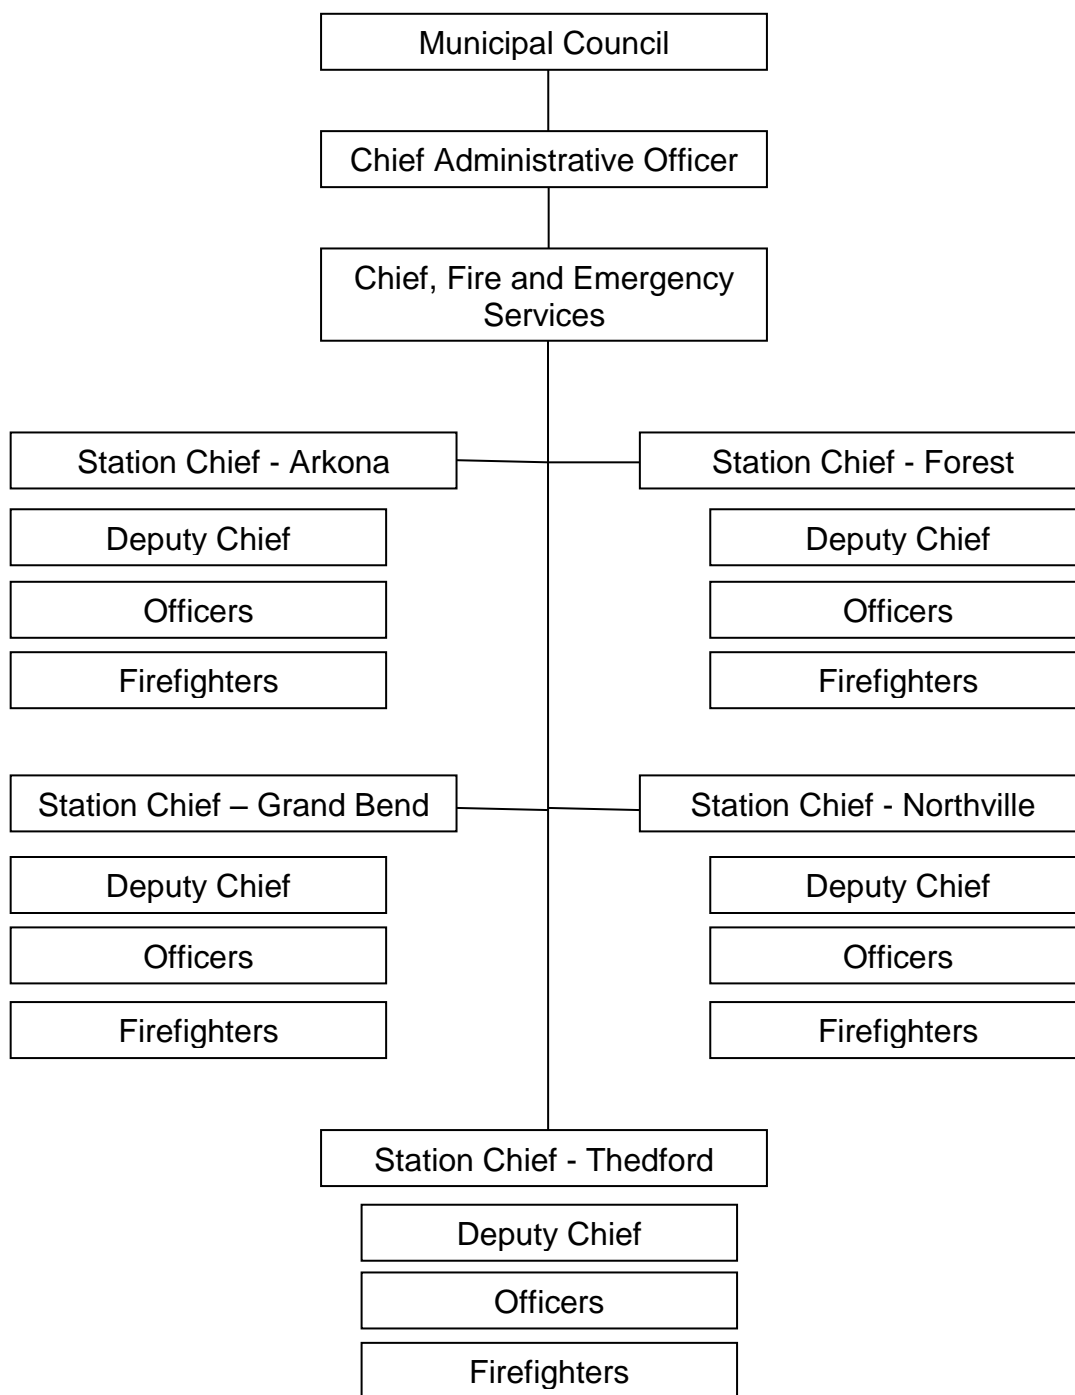 Municipal Council
Chief Administrative Officer
Chief, Fire and Emergency
Services
Station Chief - Arkona
Deputy Chief
Officers
Firefighters
Station Chief - Forest
Deputy Chief
Officers
Firefighters
Station Chief – Grand Bend
Deputy Chief
Officers
Firefighters
Station Chief - Northville
Deputy Chief
Officers
Firefighters
Station Chief - Thedford
Deputy Chief
Officers
Firefighters